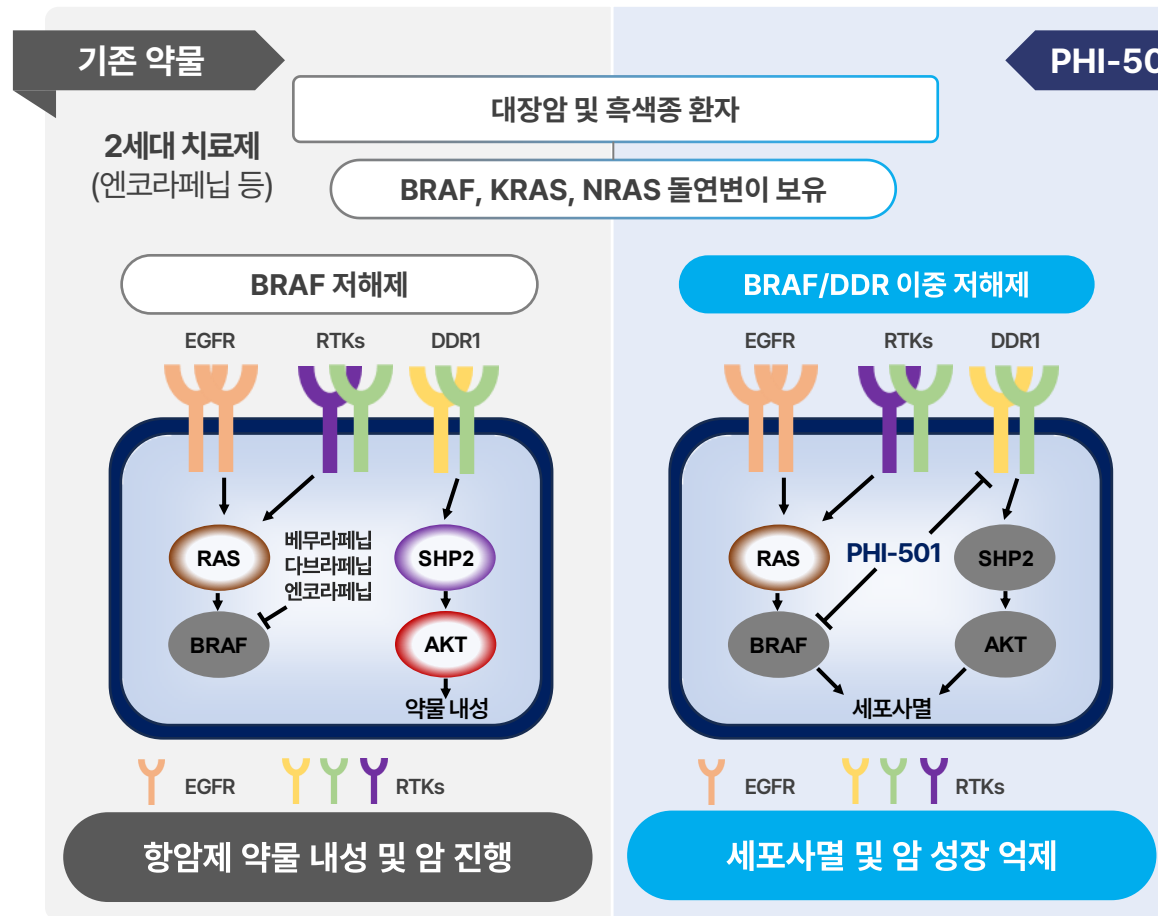 기존 약물
PHI-50
대장암 및 흑색종 환자
2세대 치료제
(엔코라페닙 등)
BRAF, KRAS, NRAS 돌연변이 보유
BRAF 저해제
EGFR
RTKs
DDR1
RAS
베무라페닙
다브라페닙
엔코라페닙
SHP2
BRAF
AKT
약물 내성
EGFR
RTKs
항암제 약물 내성 및 암 진행
BRAF/DDR 이중 저해제
EGFR
RTKs
DDR1
RAS
PHI-501
SHP2
BRAF
AKT
세포사멸
EGFR
RTKs
세포사멸 및 암 성장 억제